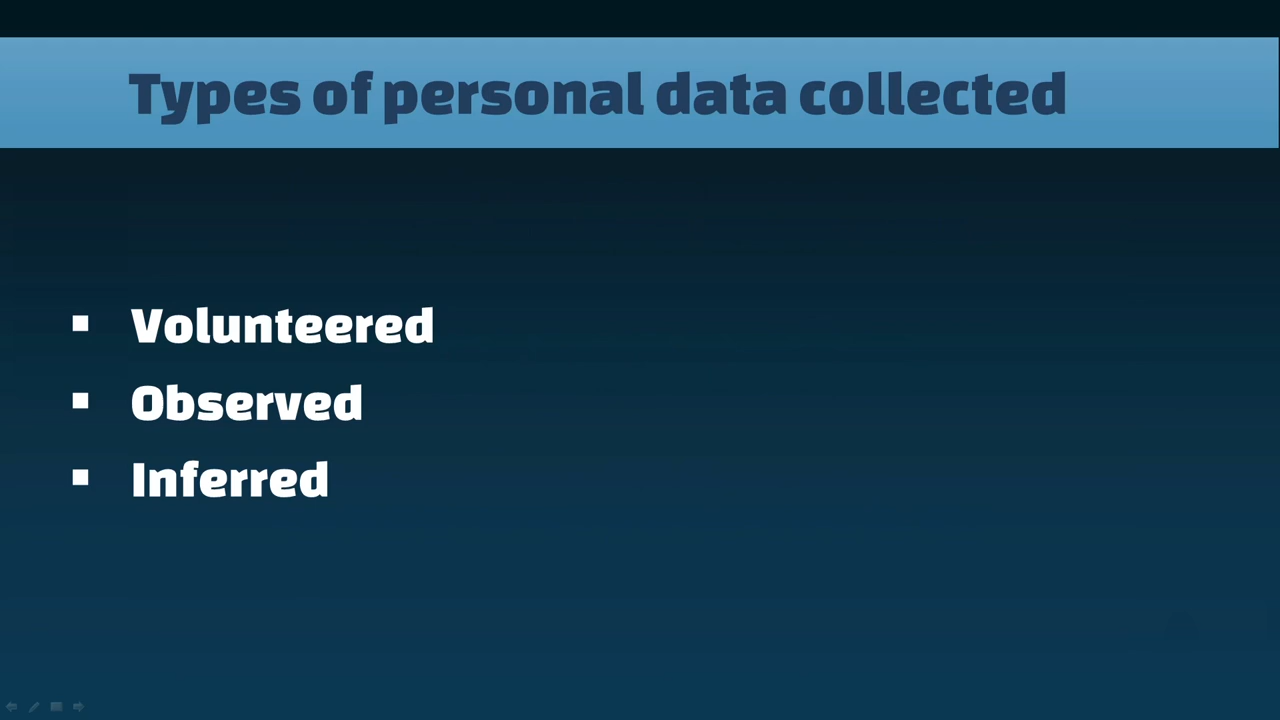 Types of personal data collected
▪ Volunteered
▪ Observed
▪ Inferred